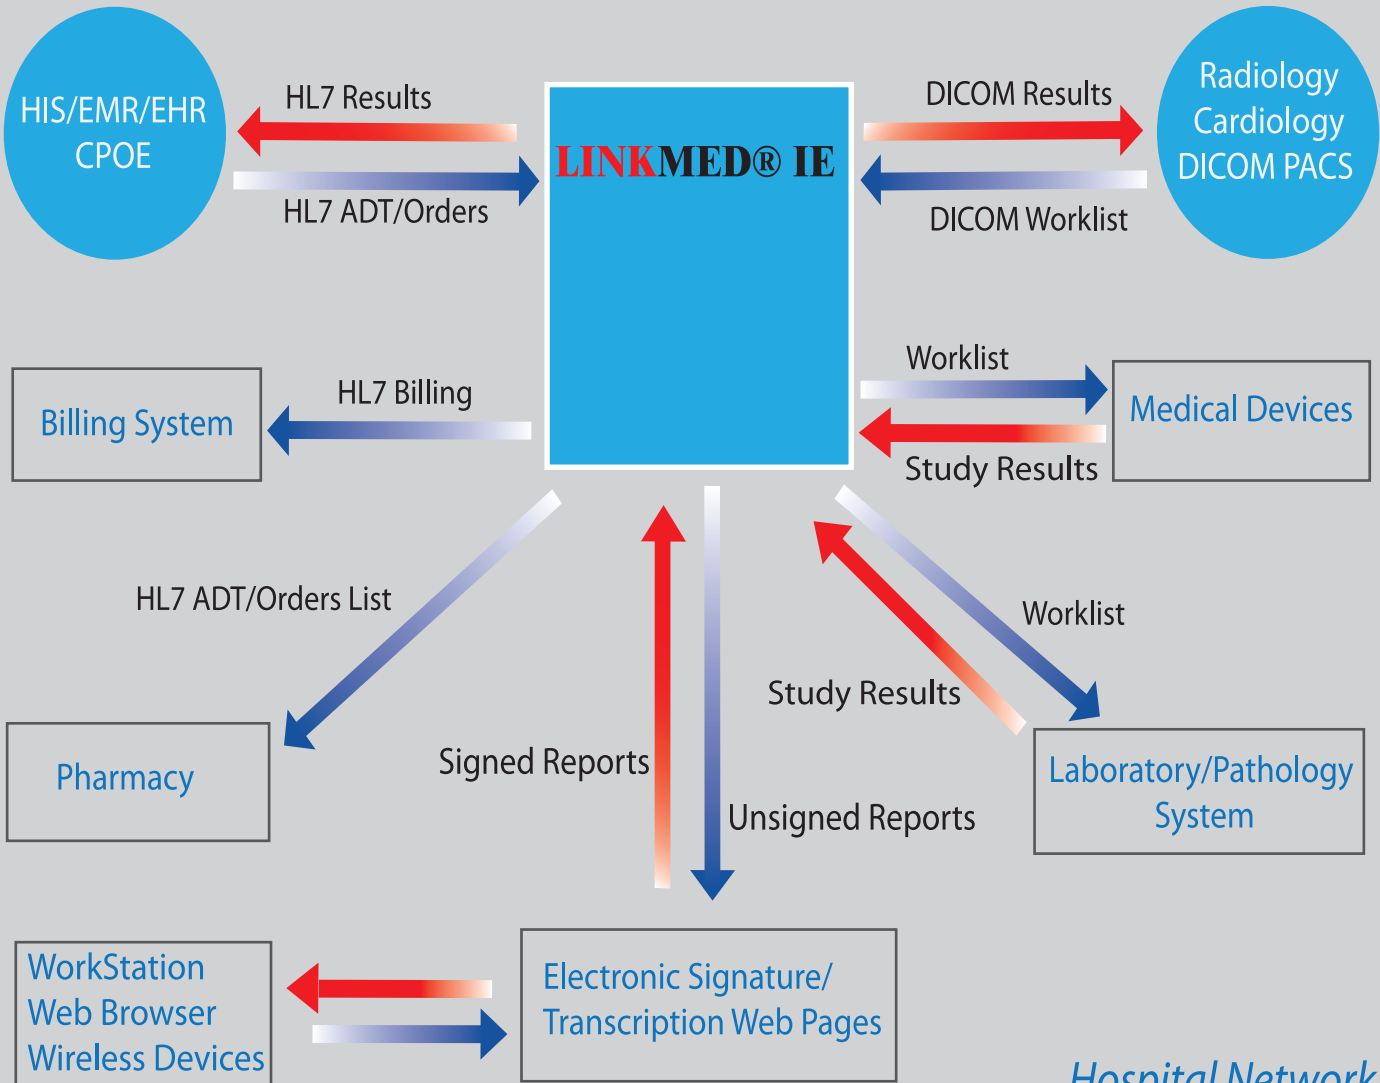 HL7 Results
DICOM Results
HIS/EMR/EHR
CPOE
LINKMED® IE
Radiology
Cardiology
DICOM PACS
HL7 ADT/Orders
DICOM Worklist
Worklist
HL7 Billing
Billing System
Medical Devices
Study Results
HL7 ADT/Orders List
Worklist
Study Results
Signed Reports
Pharmacy
Unsigned Reports
Laboratory/Pathology
System
WorkStation
Web Browser
Wireless Devices
Electronic Signature/
Transcription Web Pages
Hospital Network